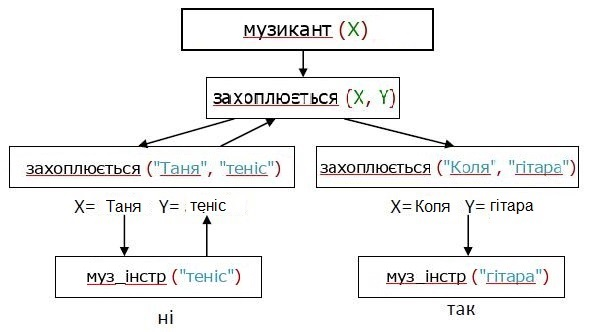 музикант (X)
захоплюється (X, Y)
захоплюється ("Таня", "теніс")
захоплюється ("Коля", "гітара")
X= Таня Y= теніс
X= Коля Y= гітара
муз_інстр ("теніс")
муз_інстр ("гітара")
ні
так